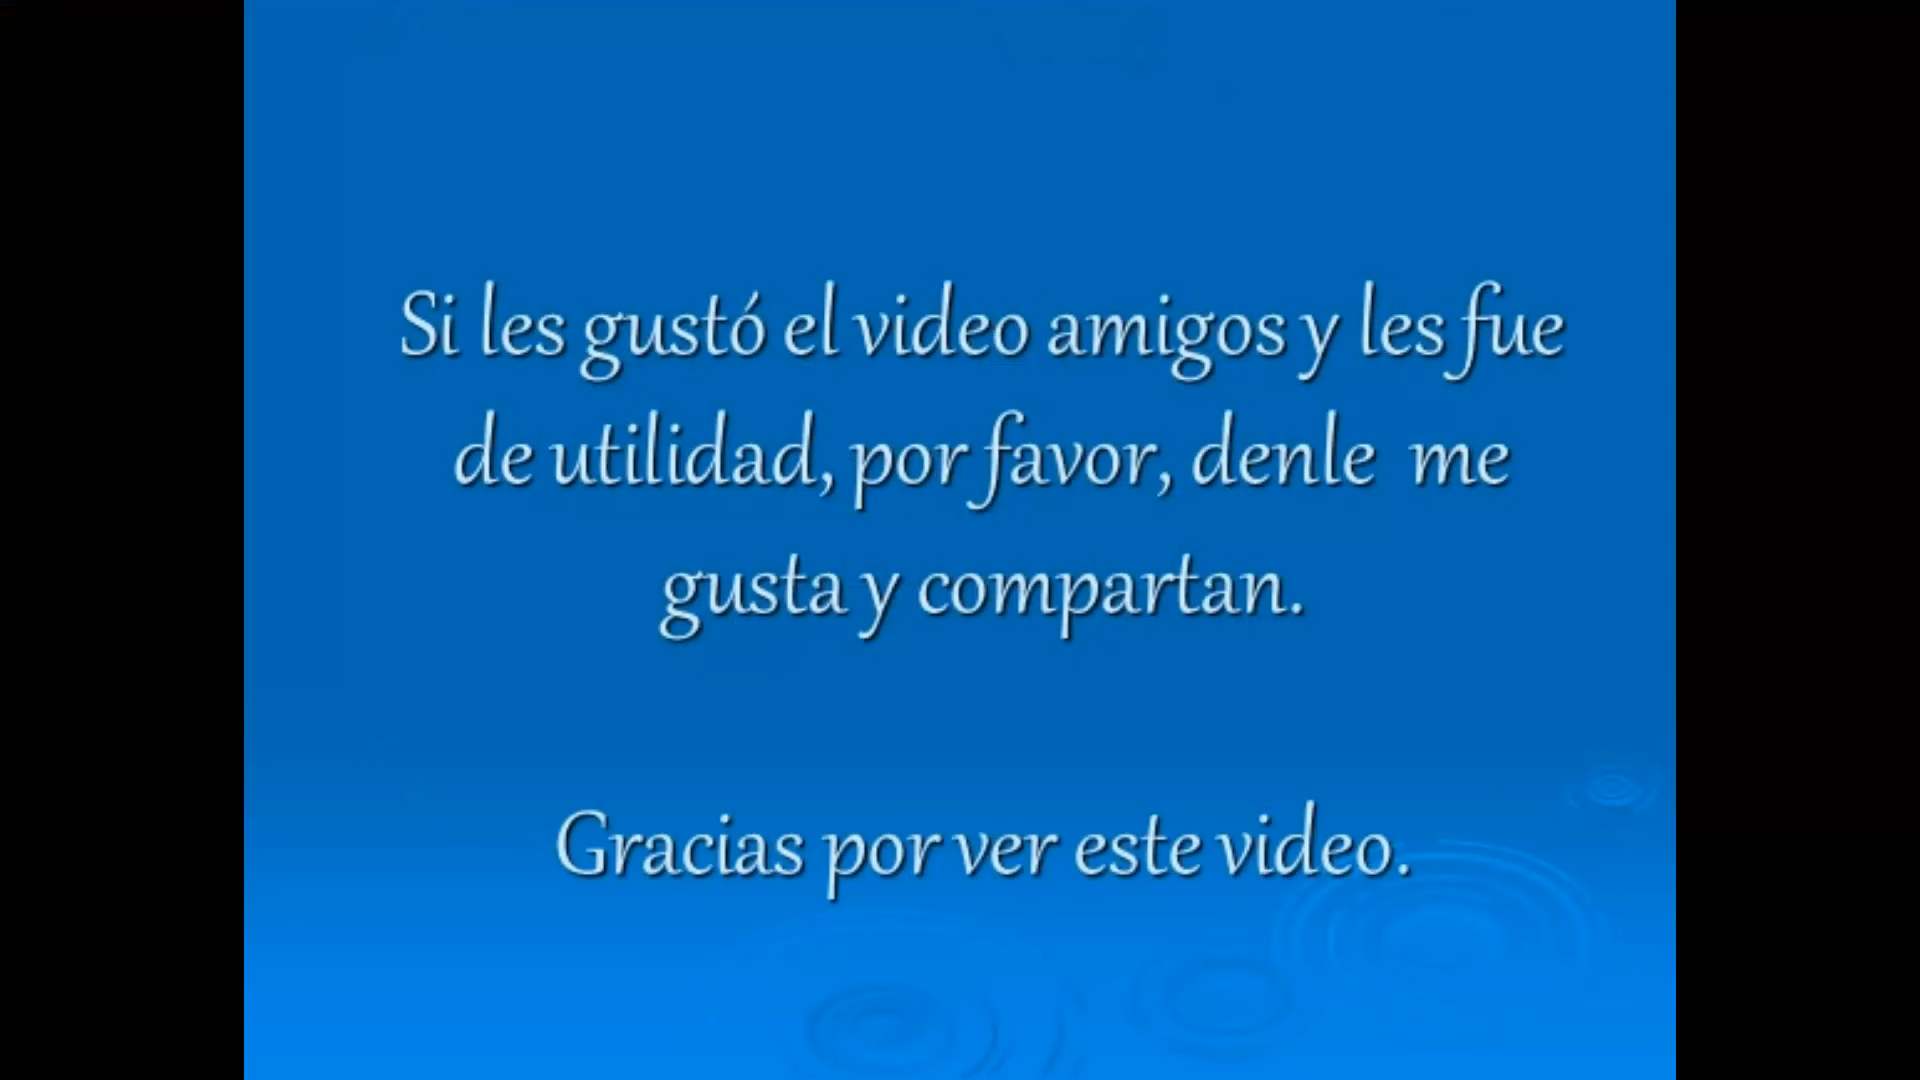 Si les gustó el video amigos y les fue
de utilidad, por favor, denle  me
gusta y compartan.
Gracias por ver este video.